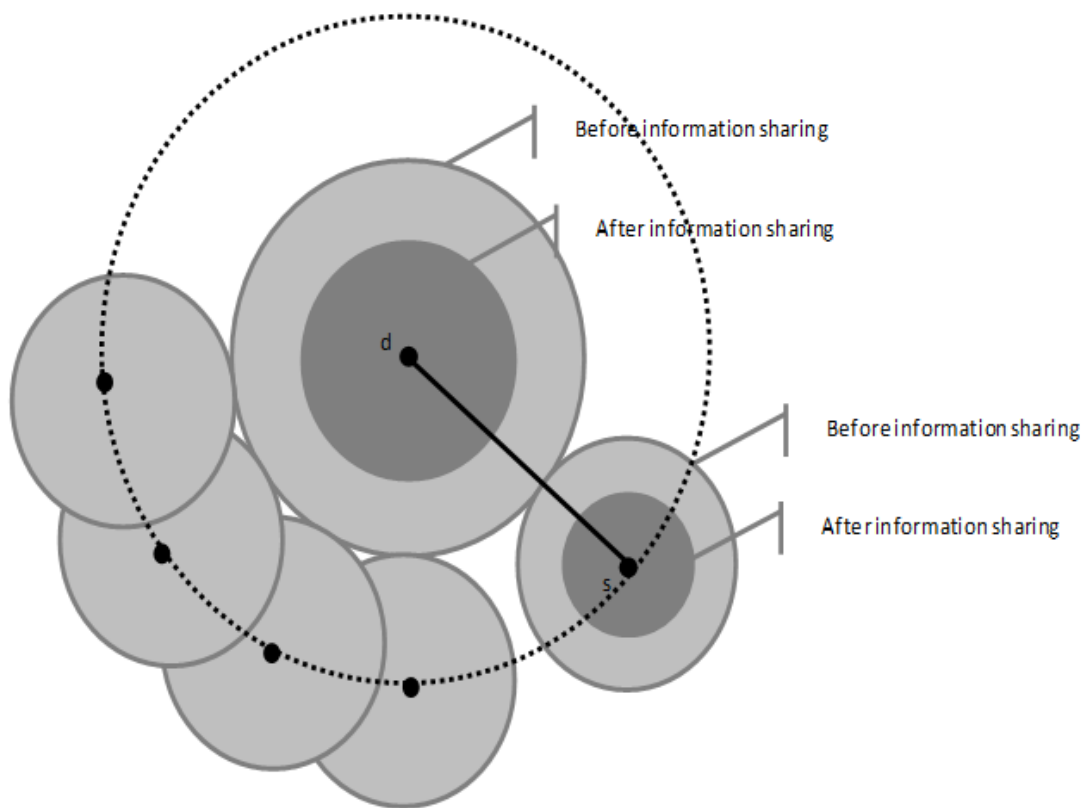 Before information sharing
After information sharing
d
Before information sharing
After information sharing
s